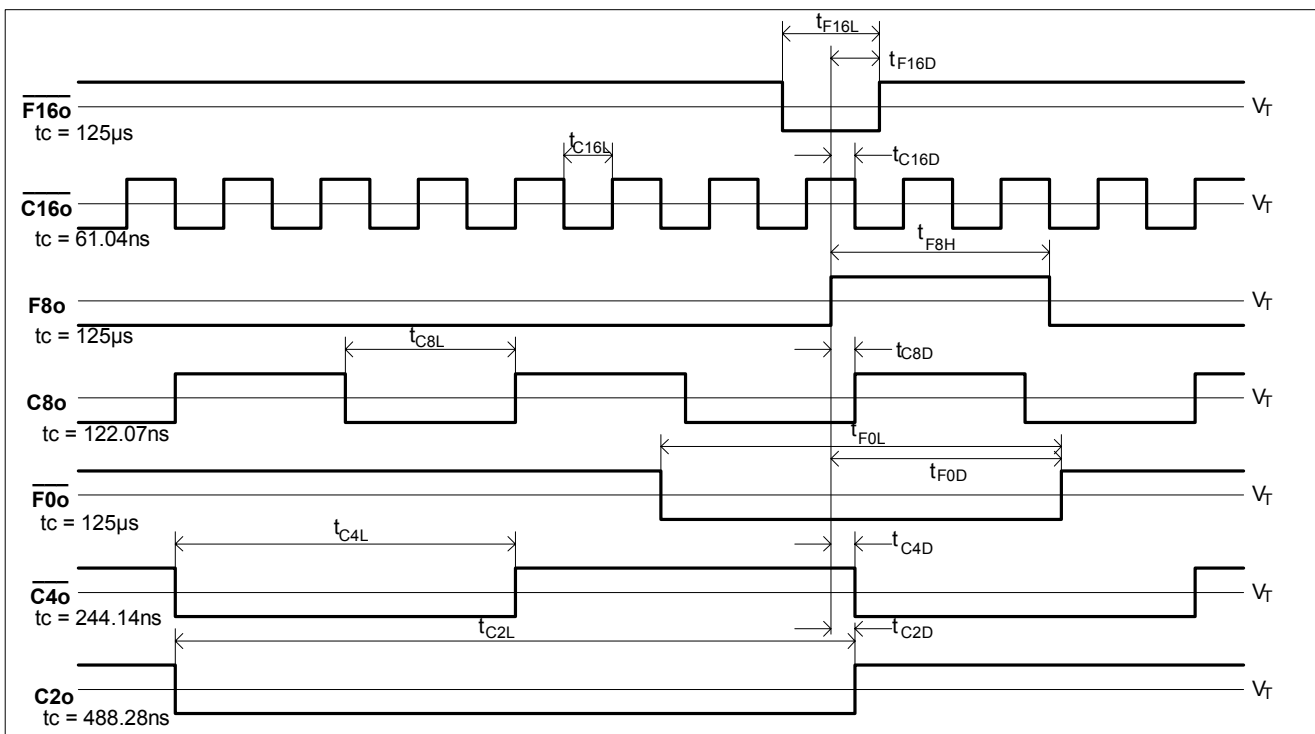 tF16L
tF16D
F16o
VT
tc = 125µs
tC16L
tC16D
C16o
VT
tc = 61.04ns
tF8H
F8o
VT
tc = 125µs
tC8L
tC8D
C8o
VT
tc = 122.07ns
tF0L
tF0D
F0o
VT
tc = 125µs
tC4L
tC4D
C4o
VT
tc = 244.14ns
tC2L
tC2D
C2o
VT
tc = 488.28ns